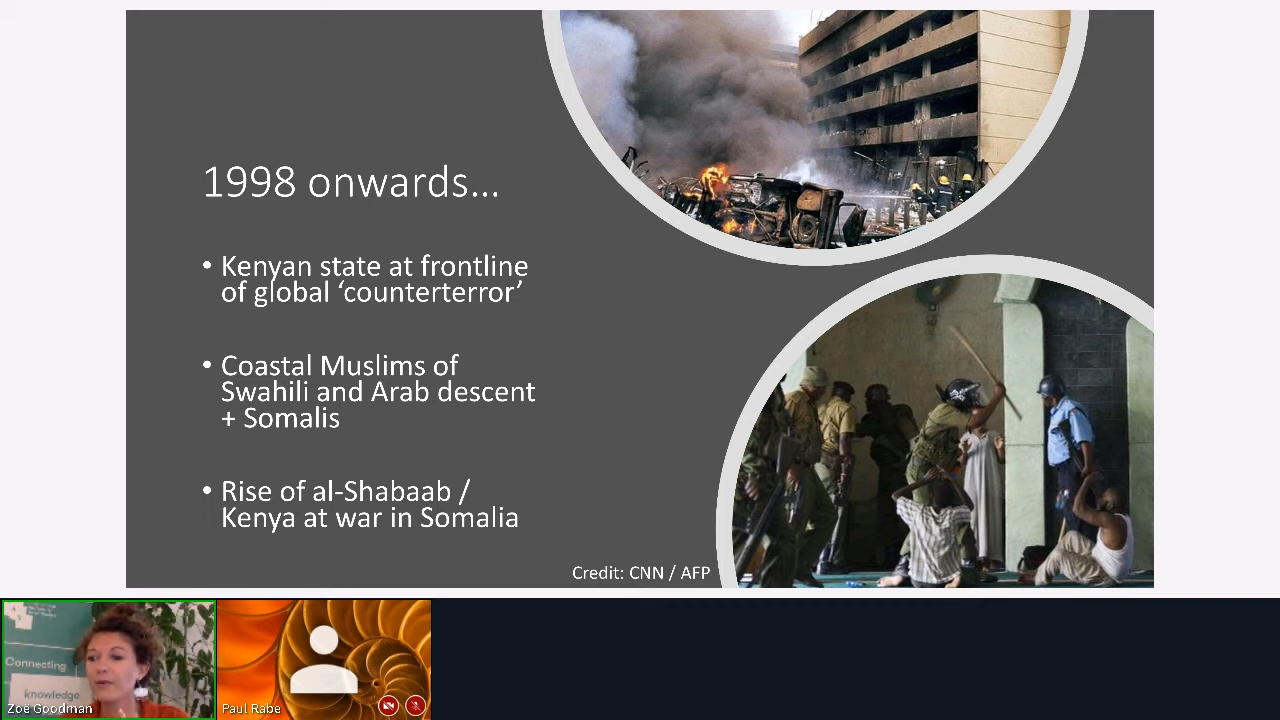 1998 onwards...
• Kenyan state at frontline
of global ‘counterterror’
• Coastal Muslims of
Swahili and Arab descent
+ Somalis
• Rise of al-Shabaab /
Kenya at war in Somalia
Credit: CNN / AFP
Connecting
knowledge
Zoë Goodman
Paul Rabe